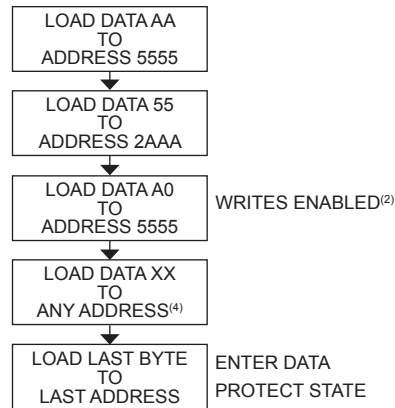 LOAD DATA AA
TO
ADDRESS 5555
LOAD DATA 55
TO
ADDRESS 2AAA
LOAD DATA A0
TO
ADDRESS 5555
WRITES ENABLED(2)
LOAD DATA XX
TO
ANY ADDRESS(4)
LOAD LAST BYTE
TO
LAST ADDRESS
ENTER DATA
PROTECT STATE